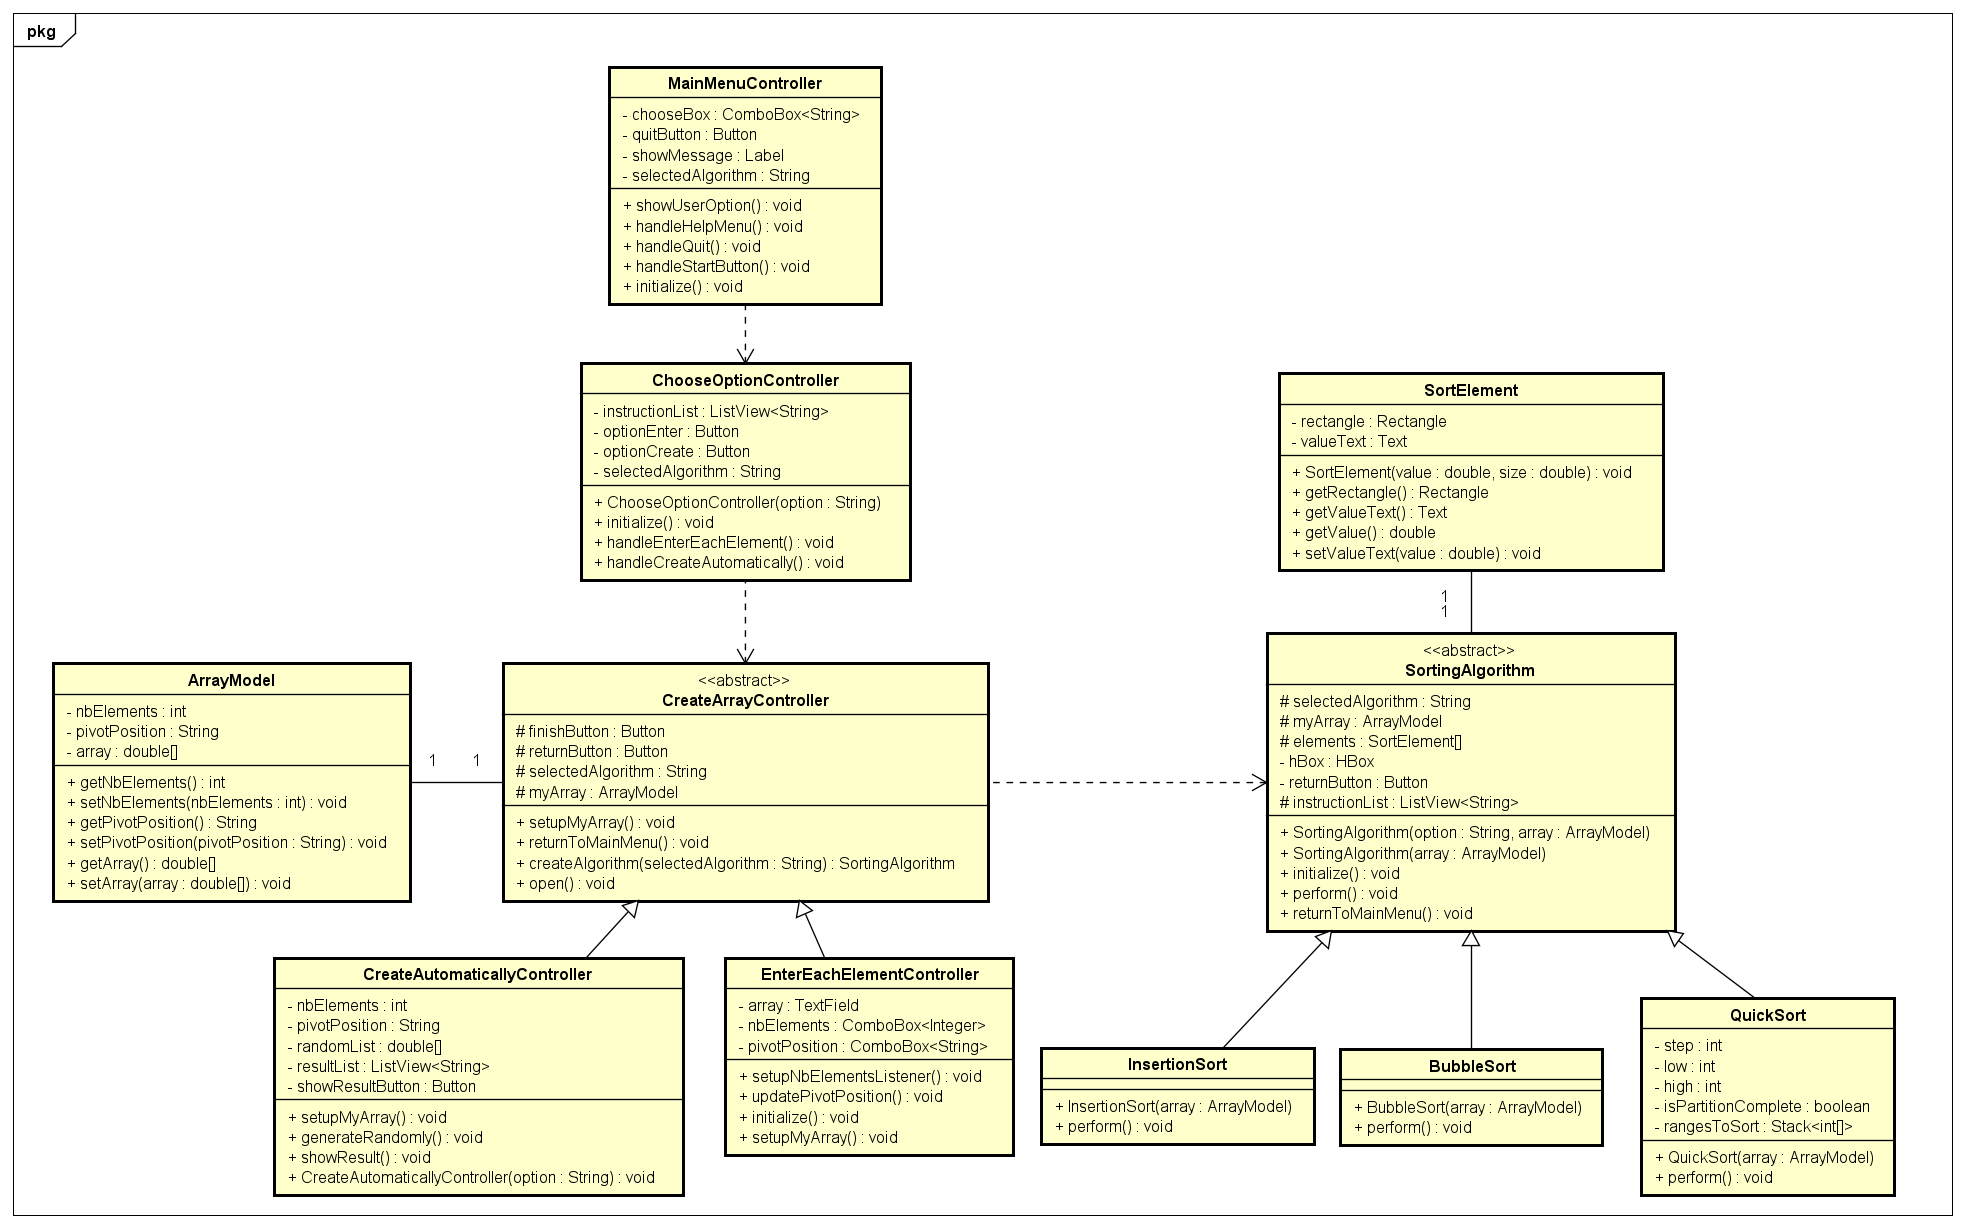 pkg
MainMenuController
- chooseBox : ComboBox<String>
- quitButton : Button
- showMessage : Label
- selectedAlgorithm : String
+ showUserOption() : void
+ handleHelpMenu() : void
+ handleQuit() : void
+ handleStartButton() : void
+ initialize() : void
ChooseOptionController
- instructionList : ListView<String>
- optionEnter : Button
- optionCreate : Button
- selectedAlgorithm : String
+ ChooseOptionController(option : String)
+ initialize() : void
+ handleEnterEachElement() : void
+ handleCreateAutomatically() : void
SortElement
- rectangle : Rectangle
- valueText : Text
+ SortElement(value : double, size : double) : void
+ getRectangle() : Rectangle
+ getValueText() : Text
+ getValue() : double
+ setValueText(value : double) : void
1
1
ArrayModel
- nbElements : int
- pivotPosition : String
- array : double[]
+ getNbElements() : int
+ setNbElements(nbElements : int) : void
+ getPivotPosition() : String
+ setPivotPosition(pivotPosition : String) : void
+ getArray() : double[]
+ setArray(array : double[]) : void
1 1
<<abstract>>
CreateArrayController
# finishButton : Button
# returnButton : Button
# selectedAlgorithm : String
# myArray : ArrayModel
+ setupMyArray() : void
+ returnToMainMenu() : void
+ createAlgorithm(selectedAlgorithm : String) : SortingAlgorithm
+ open() : void
<<abstract>>
SortingAlgorithm
# selectedAlgorithm : String
# myArray : ArrayModel
# elements : SortElement[]
- hBox : HBox
- returnButton : Button
# instructionList : ListView<String>
+ SortingAlgorithm(option : String, array : ArrayModel)
+ SortingAlgorithm(array : ArrayModel)
+ initialize() : void
+ perform() : void
+ returnToMainMenu() : void
CreateAutomaticallyController
- nbElements : int
- pivotPosition : String
- randomList : double[]
- resultList : ListView<String>
- showResultButton : Button
+ setupMyArray() : void
+ generateRandomly() : void
+ showResult() : void
+ CreateAutomaticallyController(option : String) : void
EnterEachElementController
- array : TextField
- nbElements : ComboBox<Integer>
- pivotPosition : ComboBox<String>
+ setupNbElementsListener() : void
+ updatePivotPosition() : void
+ initialize() : void
+ setupMyArray() : void
InsertionSort
+ InsertionSort(array : ArrayModel)
+ perform() : void
BubbleSort
+ BubbleSort(array : ArrayModel)
+ perform() : void
QuickSort
- step : int
- low : int
- high : int
- isPartitionComplete : boolean
- rangesToSort : Stack<int[]>
+ QuickSort(array : ArrayModel)
+ perform() : void